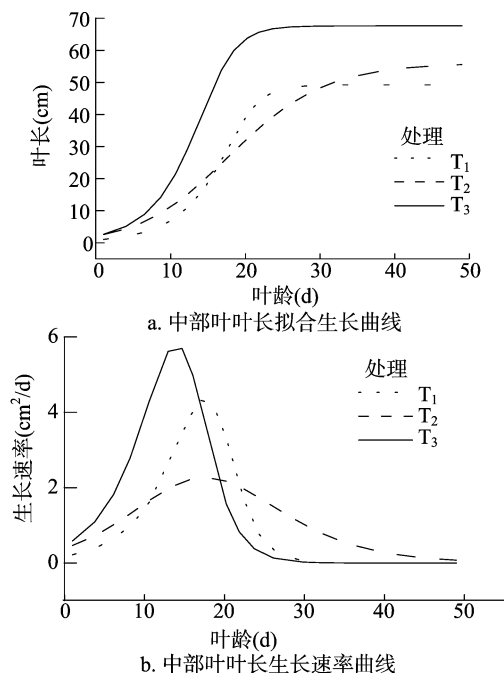 70
60
50
40
30
20
10
0
叶长(cm)
处理
T₁
T₂
T₃
0 10 20 30 40 50
叶龄(d)
a. 中部叶叶长拟合生长曲线
6
4
2
0
生长速率(cm²/d)
处理
T₁
T₂
T₃
0 10 20 30 40 50
叶龄(d)
b. 中部叶叶长生长速率曲线